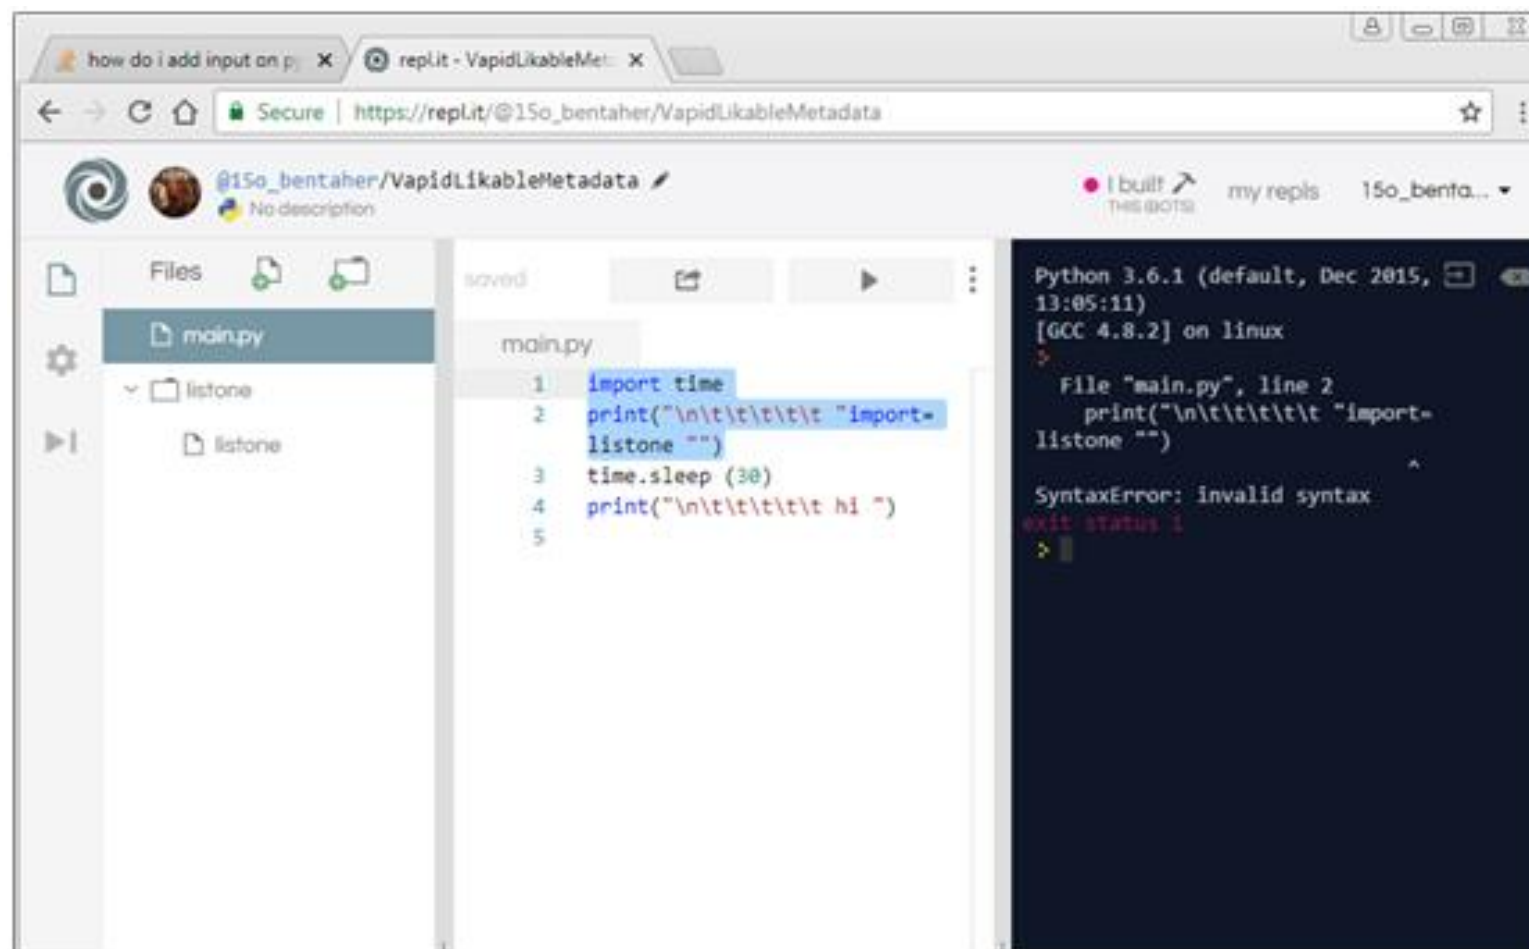 how do i add input on p
repl.it - VapidLikableMet
Secure | https://repl.it/@15o_bentaher/VapidLikableMetadata
@15o_bentaher/VapidLikableMetadata
No description
I built
THIS (BOTS)
my repls
15o_benta...
Files
main.py
listone
listone
saved
main.py
1 import time
2 print("\n\t\t\t\t\t "import=
listone "")
3 time.sleep (30)
4 print("\n\t\t\t\t\t hi ")
5
Python 3.6.1 (default, Dec 2015,
13:05:11)
[GCC 4.8.2] on linux
>
File "main.py", line 2
print("\n\t\t\t\t\t "import=
listone "")
^
SyntaxError: invalid syntax
exit status 1
>